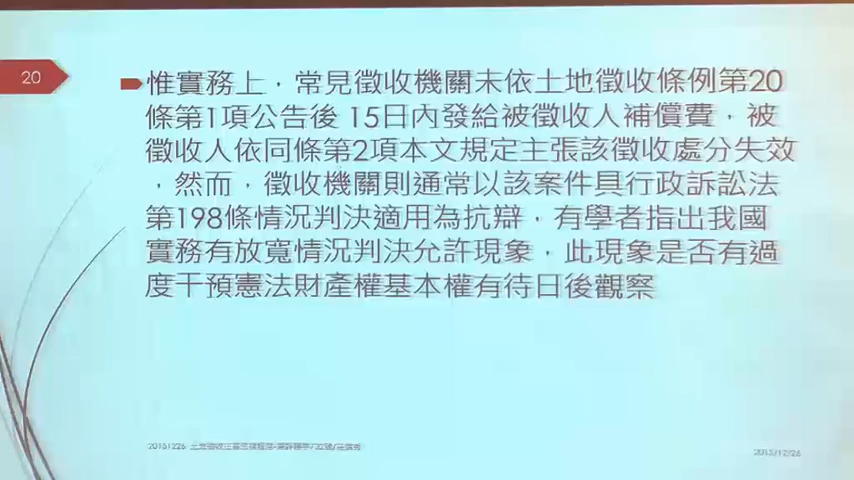 20
惟實務上，常見徵收機關未依土地徵收條例第20
條第1項公告後 15日內發給被徵收人補償費，被
徵收人依同條第2項本文規定主張該徵收處分失效
，然而，徵收機關則通常以該案件具行政訴訟法
第198條情況判決適用為抗辯，有學者指出我國
實務有放寬情況判決允許現象，此現象是否有過
度干預憲法財產權基本權有待日後觀察
2015/12/26